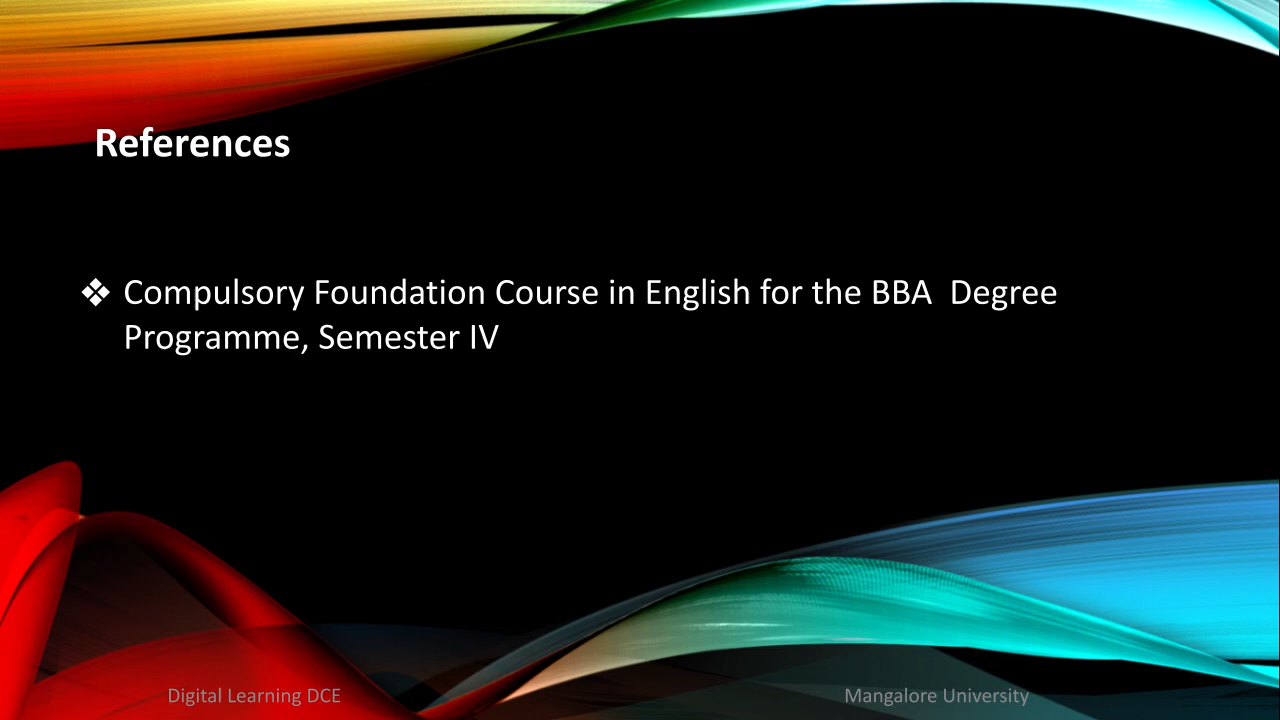 References
❖ Compulsory Foundation Course in English for the BBA  Degree
Programme, Semester IV
Digital Learning DCE
Mangalore University